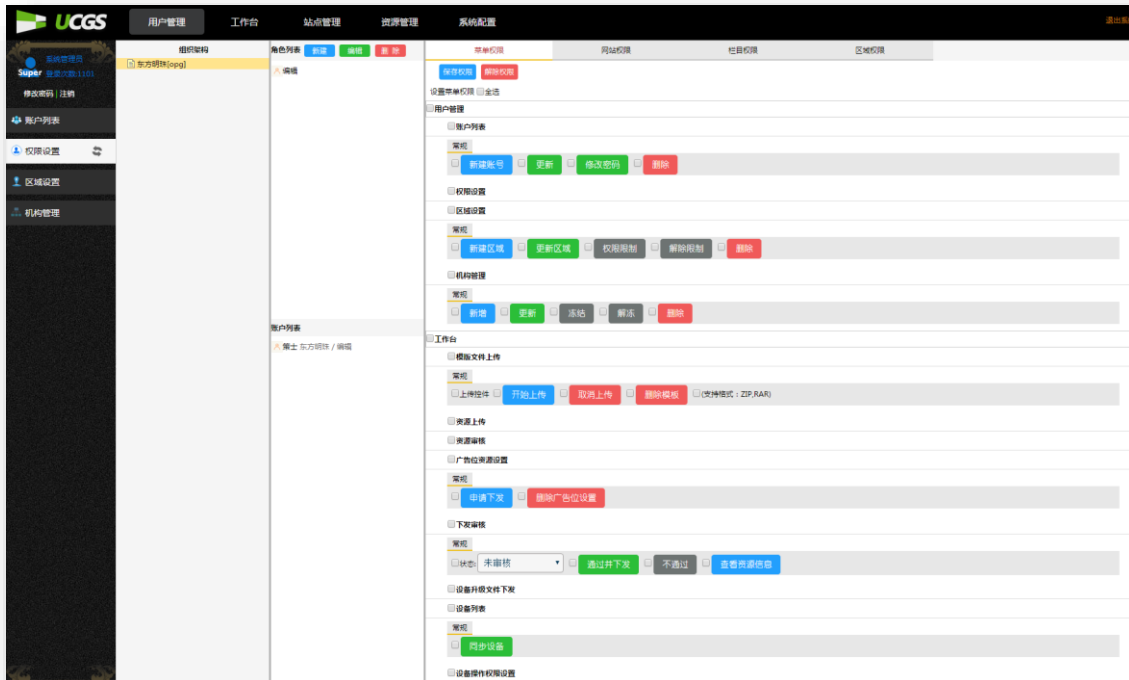 UCGS
用户管理 工作台 站点管理 资源管理 系统配置
系统管理员
Super 登录次数:1101
修改密码 | 注销
账户列表
权限设置
区域设置
机构管理
组织架构
东方明珠[opg]
角色列表 新建 编辑 删 除
编辑
账户列表
策士 东方明珠 / 编辑
菜单权限 网站权限 栏目权限 区域权限
保存权限 解除权限
设置菜单权限 全选
用户管理
账户列表
常规
新建账号 更新 修改密码 删除
权限设置
区域设置
常规
新建区域 更新区域 权限限制 解除限制 删除
机构管理
常规
新增 更新 冻结 解冻 删除
工作台
模版文件上传
常规
上传控件 开始上传 取消上传 删除模板 (支持格式：ZIP,RAR)
资源上传
资源审核
广告位资源设置
常规
申请下发 删除广告位设置
下发审核
常规
状态: 未审核 通过并下发 不通过 查看资源信息
设备升级文件下发
设备列表
常规
同步设备
设备操作权限设置